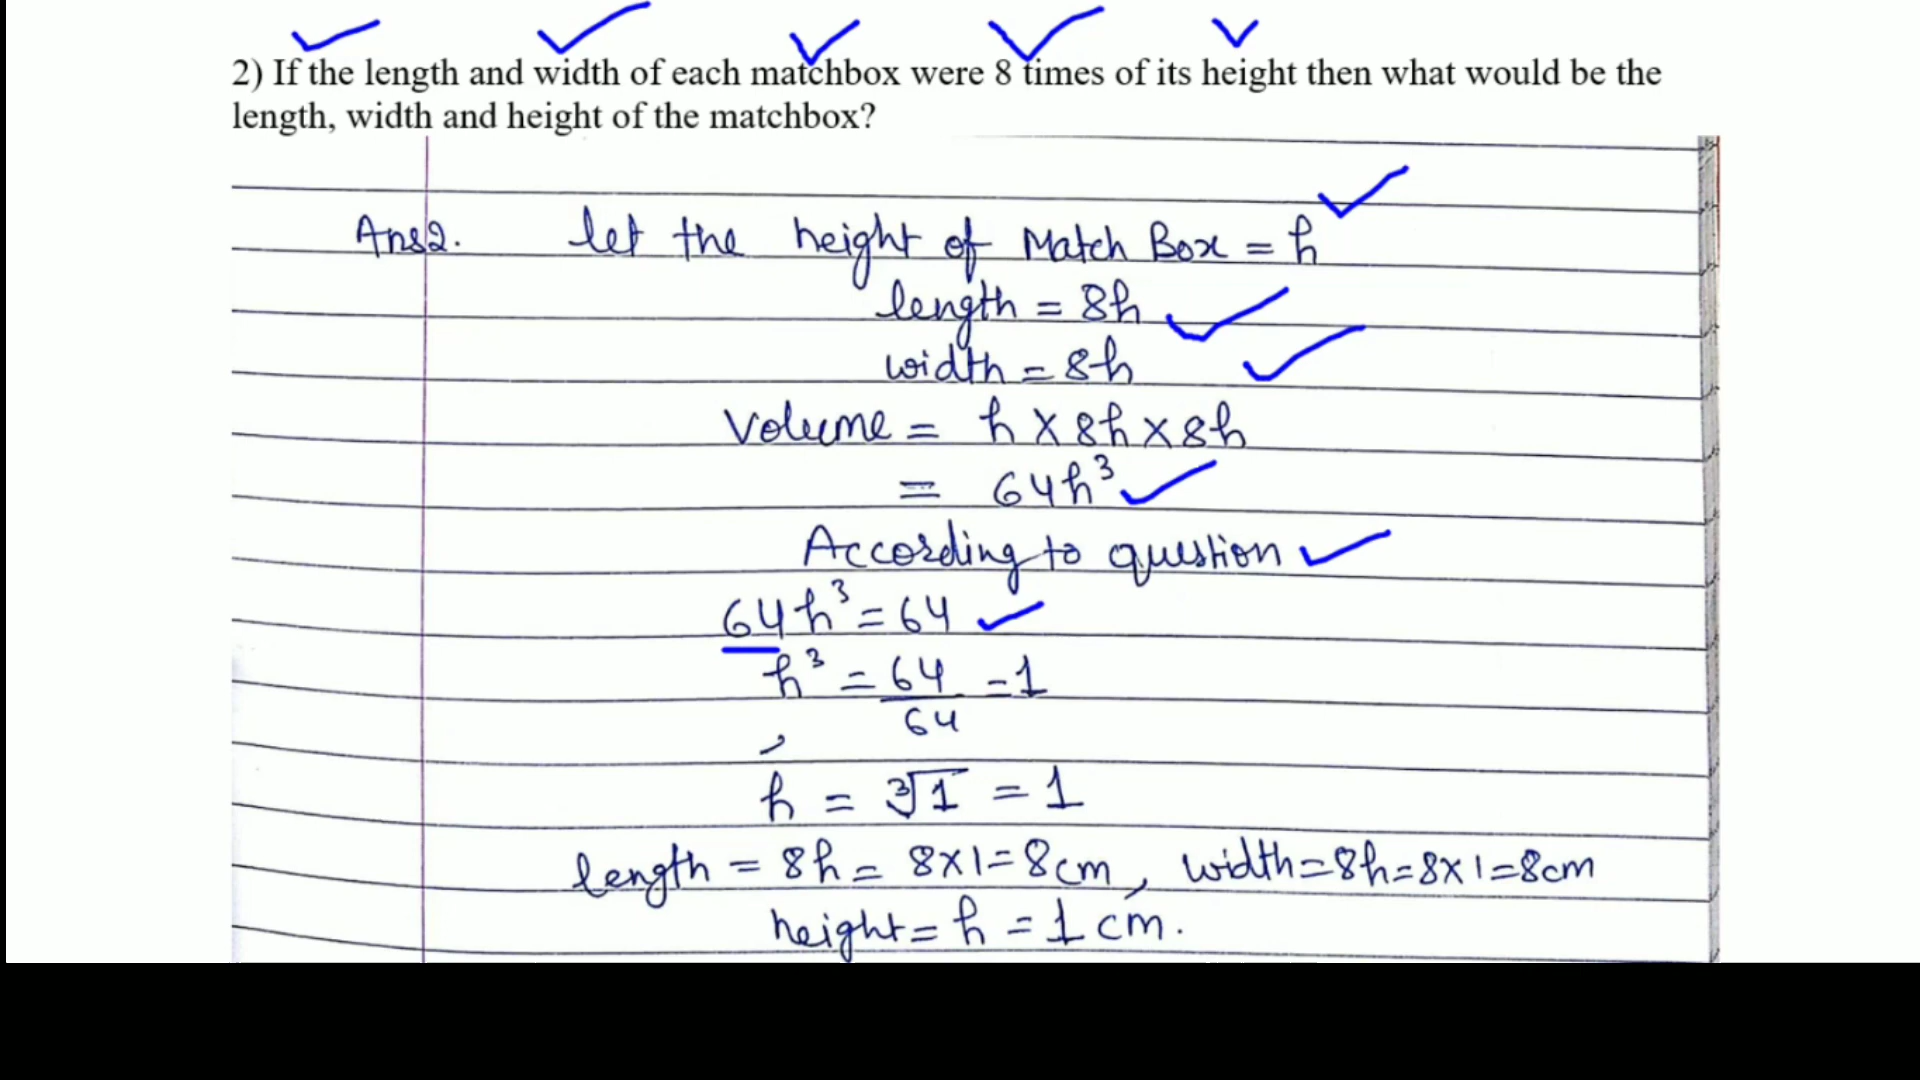 2) If the length and width of each matchbox were 8 times of its height then what would be the
length, width and height of the matchbox?
Ans2. let the height of Match Box = h
length = 8h
width = 8h
Volume = h × 8h × 8h
= 64h³
According to question
64h³ = 64
h³ = 64/64 = 1
h = ∛1 = 1
length = 8h = 8×1 = 8cm, width = 8h = 8×1 = 8cm
height = h = 1 cm.